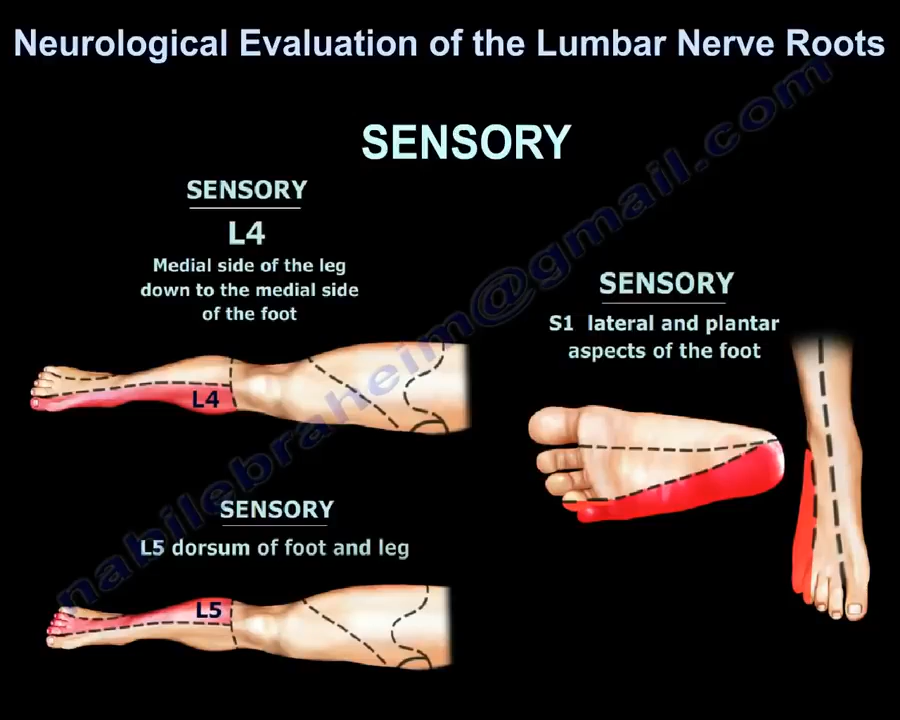 Neurological Evaluation of the Lumbar Nerve Roots
SENSORY
SENSORY
L4
Medial side of the leg
down to the medial side
of the foot
L4
SENSORY
L5 dorsum of foot and leg
L5
SENSORY
S1 lateral and plantar
aspects of the foot
nabilebraheim@gmail.com